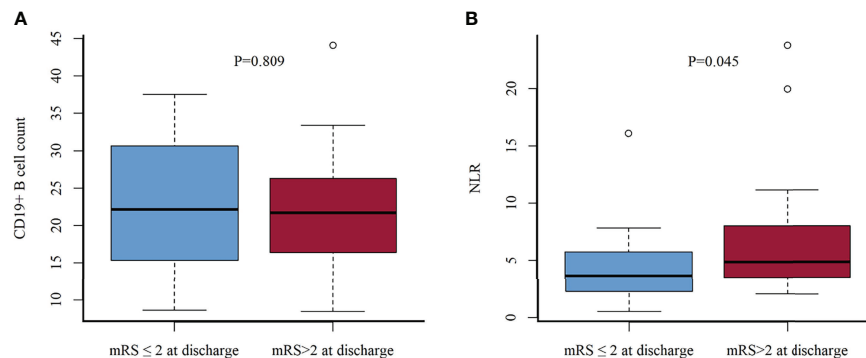 A
P=0.809
CD19+ B cell count
45
40
35
30
25
20
15
10
mRS ≤ 2 at discharge
mRS>2 at discharge
B
P=0.045
NLR
20
15
10
5
0
mRS ≤ 2 at discharge
mRS>2 at discharge